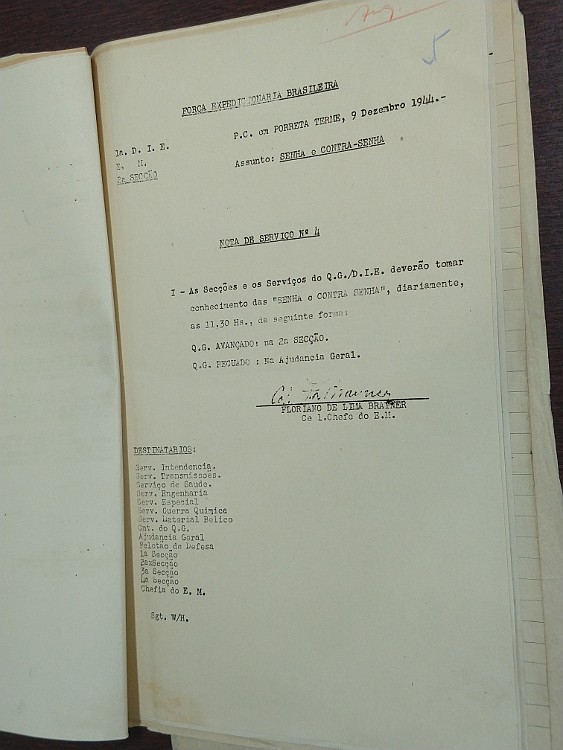 5
FORÇA EXPEDICIONARIA BRASILEIRA
P.C. em PORRETA TERME, 9 Dezembro 1944.-
1a. D. I. E.
E. M.
2a SECÇÃO
Assunto: SENHA e CONTRA-SENHA
NOTA DE SERVIÇO Nº 4
I - As Secções e os Serviços do Q.G./D.I.E. deverão tomar
conhecimento das "SENHA e CONTRA SENHA", diariamente,
as 11,30 Hs., da seguinte forma:
Q.G. AVANÇADO: na 2a SECÇÃO.
Q.G. RECUADO : Na Ajudancia Geral.
FLORIANO DE LIMA BRAYNER
Cel.Chefe do E.M.
DESTINATARIOS:
Serv. Intendencia.
Serv. Transmissões.
Serviço de Saude.
Serv. Engenharia
Serv. Especial
Serv. Guerra Quimica
Serv. Material Belico
Cmt. do Q.G.
Ajudancia Geral
Pelotão de Defesa
1a Secção
2a Secção
3a Secção
4a Secção
Chefia do E. M.
Sgt. W/H.